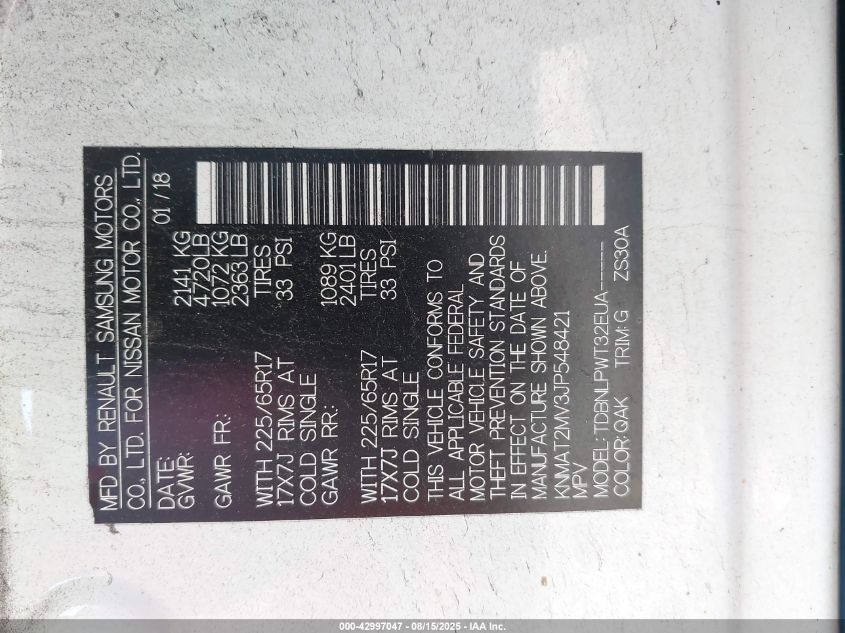 MFD BY RENAULT SAMSUNG MOTORS
CO., LTD. FOR NISSAN MOTOR CO., LTD.
DATE: 01 / 18
GVWR: 2141 KG
4720LB
GAWR FR: 1072 KG
2363 LB
WITH 225/65R17 TIRES
17X7J RIMS AT 33 PSI
COLD SINGLE
GAWR RR: 1089 KG
2401LB
WITH 225/65R17 TIRES
17X7J RIMS AT 33 PSI
COLD SINGLE
THIS VEHICLE CONFORMS TO
ALL APPLICABLE FEDERAL
MOTOR VEHICLE SAFETY AND
THEFT PREVENTION STANDARDS
IN EFFECT ON THE DATE OF
MANUFACTURE SHOWN ABOVE.
KNMAT2MV3JP548421
MPV
MODEL: TDBNLPWT32EUA-----
COLOR: QAK TRIM: G ZS30A
000-42997047 - 08/15/2025 - IAA Inc.